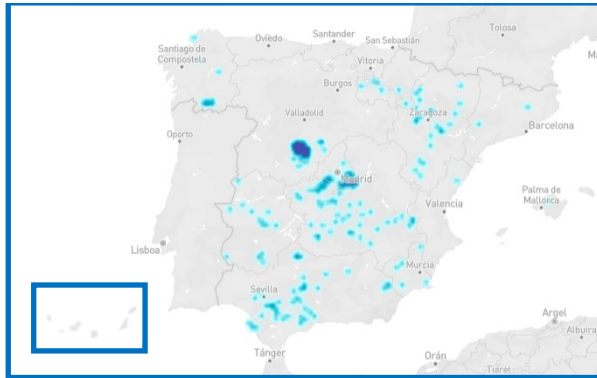 Tolosa
Santander
Oviedo
San Sebastián
Santiago de
Compostela
Vitoria
Burgos
Valladolid
Zaragoza
Oporto
Barcelona
Madrid
Palma de
Mallorca
Valencia
Lisboa
Murcia
Sevilla
Argel
Albuira
Tánger
Orán
Tiaret